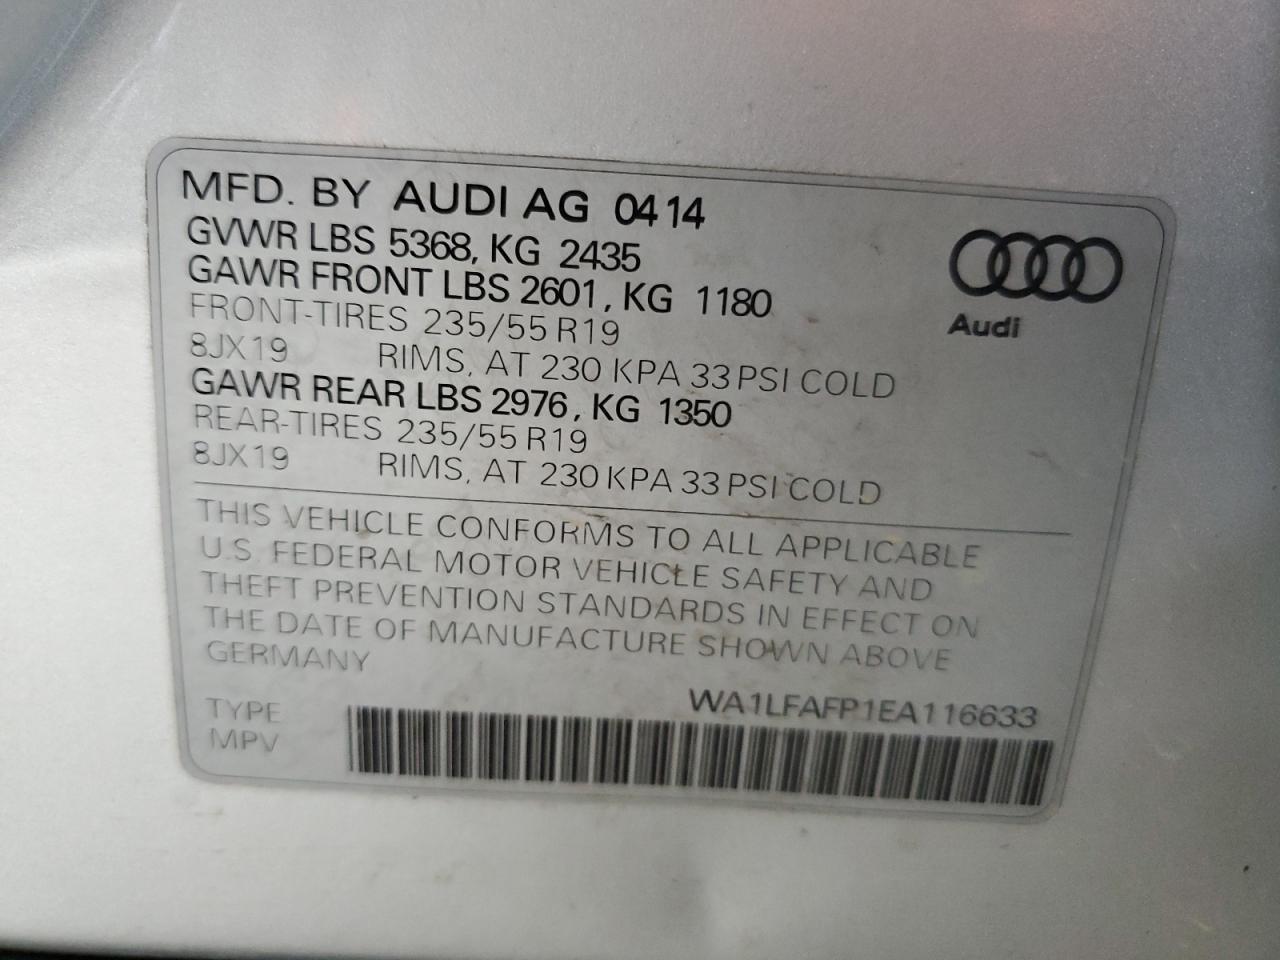 MFD. BY AUDI AG 0414
GVWR LBS 5368, KG 2435
GAWR FRONT LBS 2601, KG 1180
FRONT-TIRES 235/55 R19
8JX19 RIMS, AT 230 KPA 33 PSI COLD
GAWR REAR LBS 2976, KG 1350
REAR-TIRES 235/55 R19
8JX19 RIMS, AT 230 KPA 33 PSI COLD
Audi
THIS VEHICLE CONFORMS TO ALL APPLICABLE
U.S. FEDERAL MOTOR VEHICLE SAFETY AND
THEFT PREVENTION STANDARDS IN EFFECT ON
THE DATE OF MANUFACTURE SHOWN ABOVE
GERMANY
WA1LFAFP1EA116633
TYPE
MPV